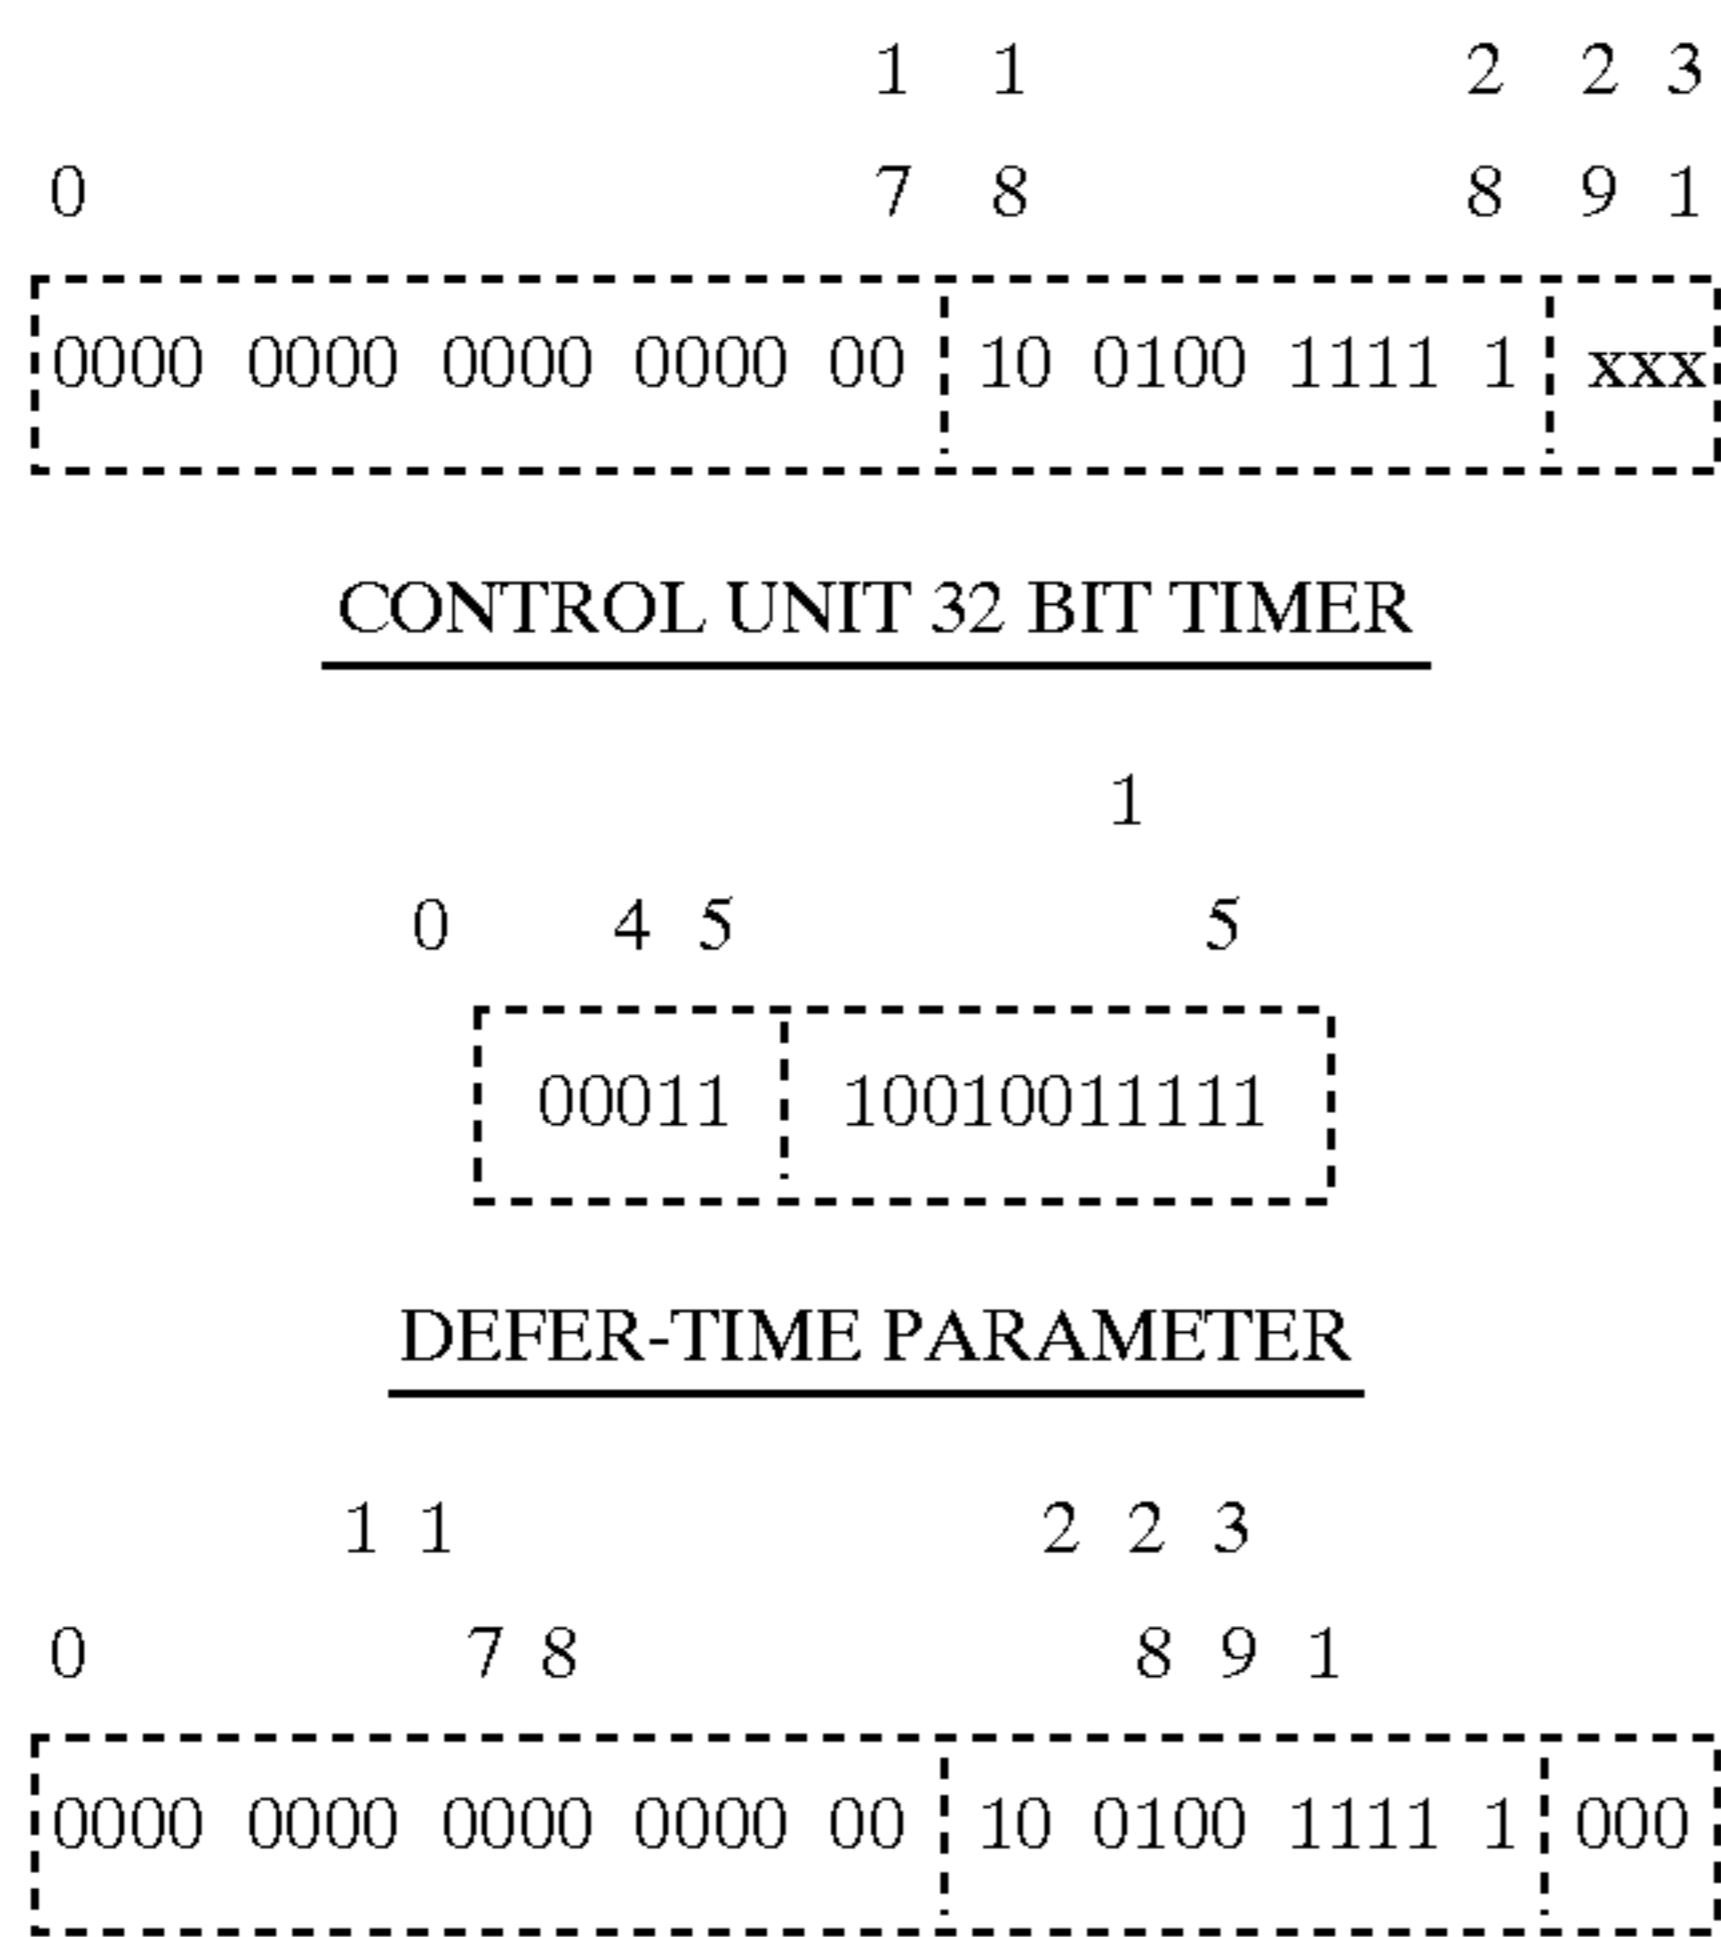 1 1 2 2 3
0 7 8 8 9 1
0000 0000 0000 0000 00 10 0100 1111 1 xxx
CONTROL UNIT 32 BIT TIMER
1
0 4 5 5
00011 10010011111
DEFER-TIME PARAMETER
1 1 2 2 3
0 7 8 8 9 1
0000 0000 0000 0000 00 10 0100 1111 1 000